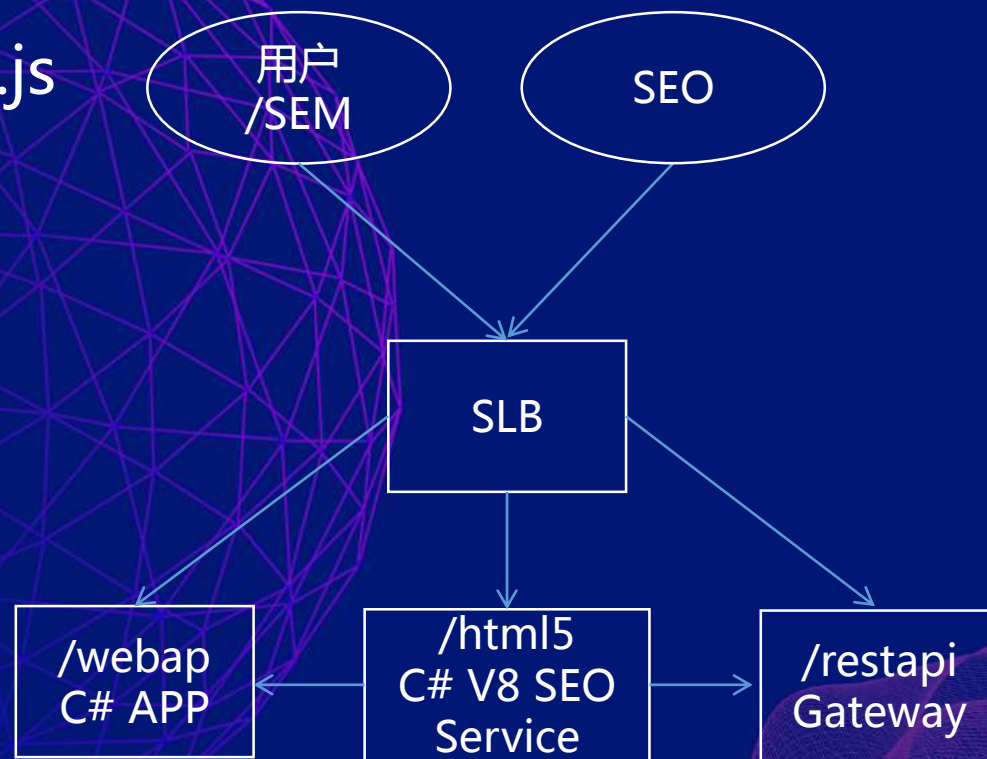 .js
用户
/SEM
SEO
SLB
/webap
C# APP
/html5
C# V8 SEO
Service
/restapi
Gateway